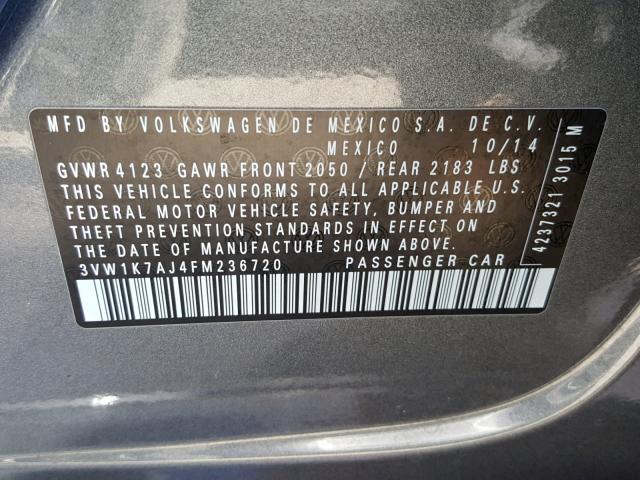 MFD BY VOLKSWAGEN DE MEXICO S.A. DE C.V.
MEXICO 10/14
GVWR 4123 GAWR FRONT 2050 / REAR 2183 LBS
THIS VEHICLE CONFORMS TO ALL APPLICABLE U.S.
FEDERAL MOTOR VEHICLE SAFETY, BUMPER AND
THEFT PREVENTION STANDARDS IN EFFECT ON
THE DATE OF MANUFACTURE SHOWN ABOVE.
3VW1K7AJ4FM236720 PASSENGER CAR
4237321 3015 M